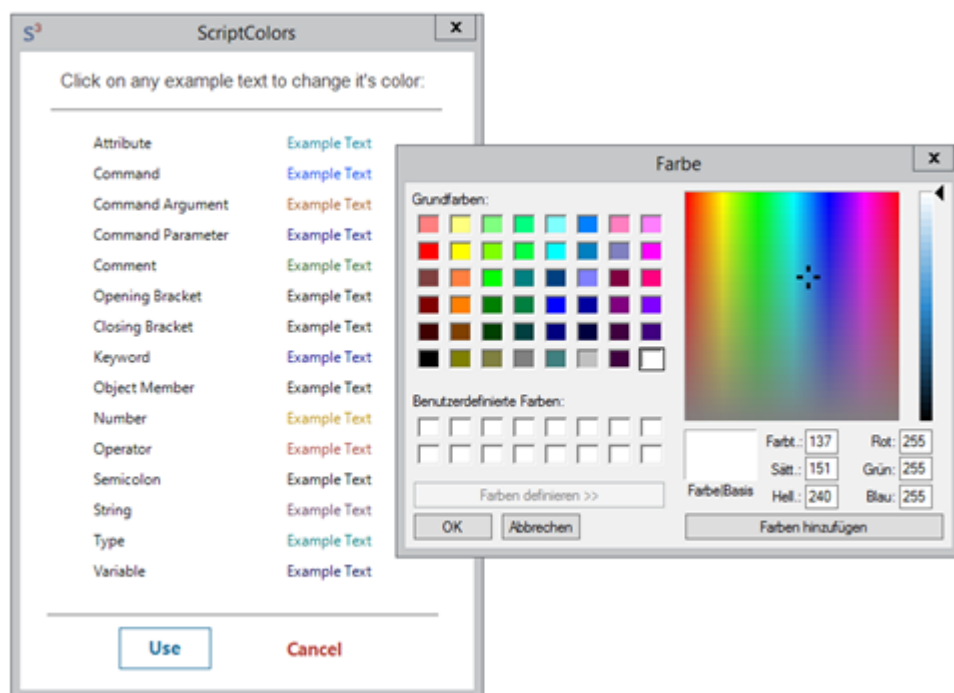 S³ ScriptColors x
Click on any example text to change it's color:
Attribute Example Text
Command Example Text
Command Argument Example Text
Command Parameter Example Text
Comment Example Text
Opening Bracket Example Text
Closing Bracket Example Text
Keyword Example Text
Object Member Example Text
Number Example Text
Operator Example Text
Semicolon Example Text
String Example Text
Type Example Text
Variable Example Text
Use Cancel
Farbe x
Grundfarben:
Benutzerdefinierte Farben:
Farben definieren >>
OK Abbrechen
Farbe|Basis
Farbt.: 137 Rot: 255
Sätt.: 151 Grün: 255
Hell.: 240 Blau: 255
Farben hinzufügen